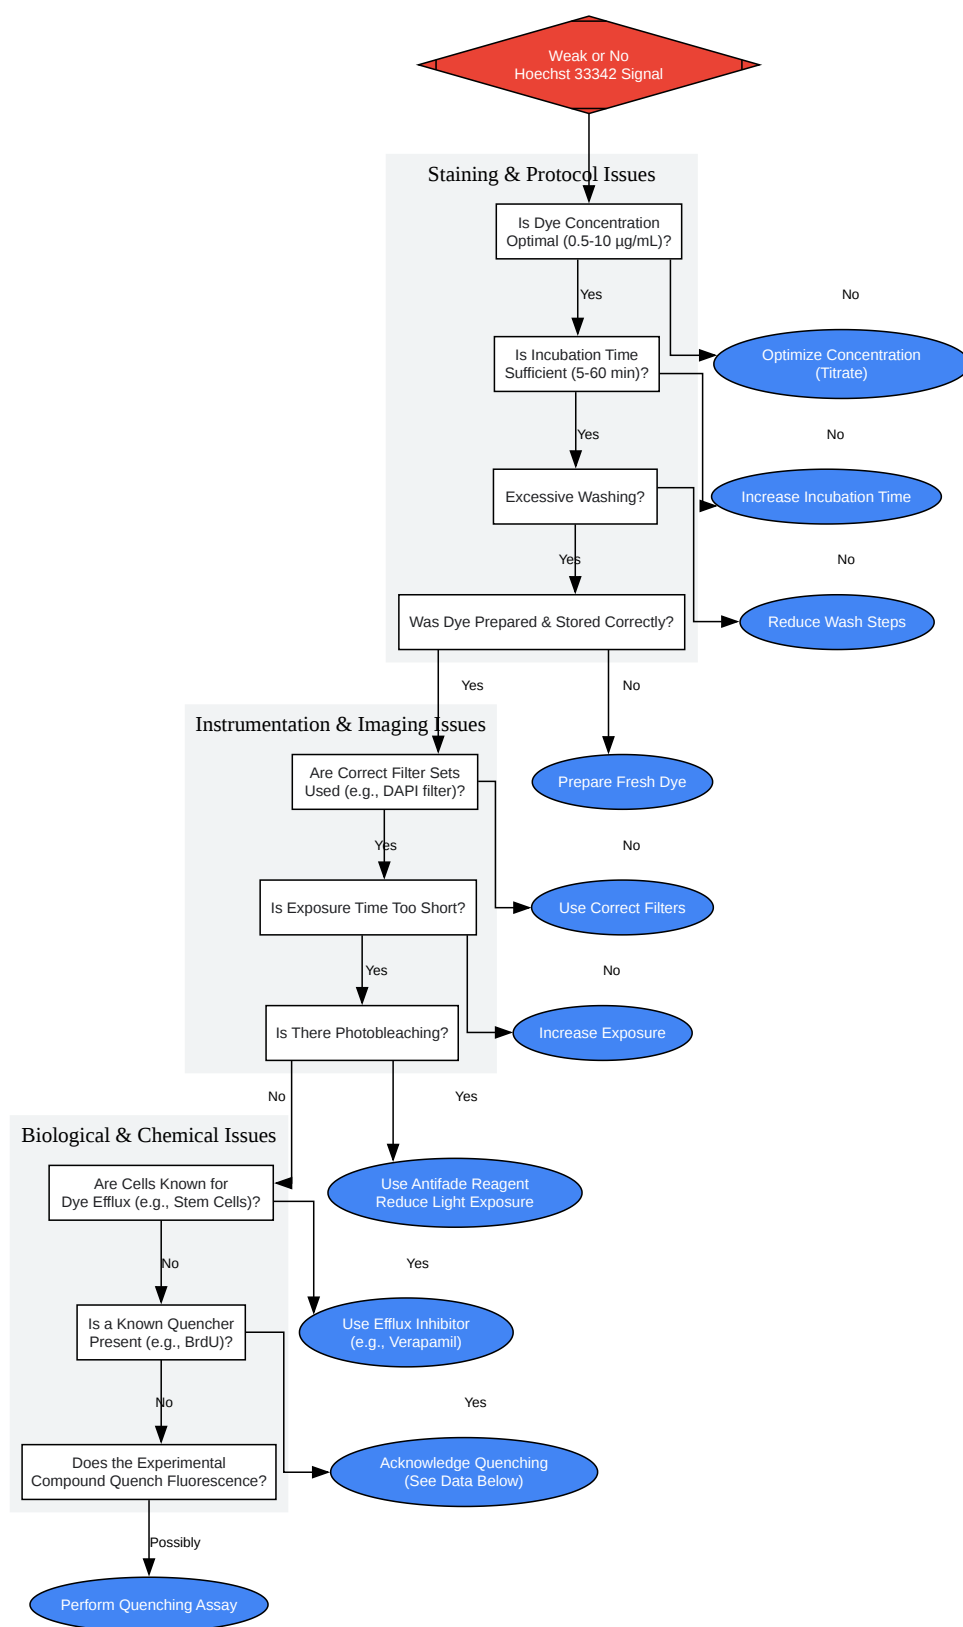 Weak or No
Hoechst 33342 Signal
Staining & Protocol Issues
Is Dye Concentration
Optimal (0.5-10 µg/mL)?
Yes
No
Is Incubation Time
Sufficient (5-60 min)?
Optimize Concentration
(Titrate)
Yes
No
Excessive Washing?
Increase Incubation Time
Yes
No
Was Dye Prepared & Stored Correctly?
Reduce Wash Steps
Yes
No
Instrumentation & Imaging Issues
Are Correct Filter Sets
Used (e.g., DAPI filter)?
Prepare Fresh Dye
Yes
No
Is Exposure Time Too Short?
Use Correct Filters
Yes
No
Is There Photobleaching?
Increase Exposure
No
Yes
Biological & Chemical Issues
Are Cells Known for
Dye Efflux (e.g., Stem Cells)?
Use Antifade Reagent
Reduce Light Exposure
No
Yes
Is a Known Quencher
Present (e.g., BrdU)?
Use Efflux Inhibitor
(e.g., Verapamil)
No
Yes
Does the Experimental
Compound Quench Fluorescence?
Acknowledge Quenching
(See Data Below)
Possibly
Perform Quenching Assay